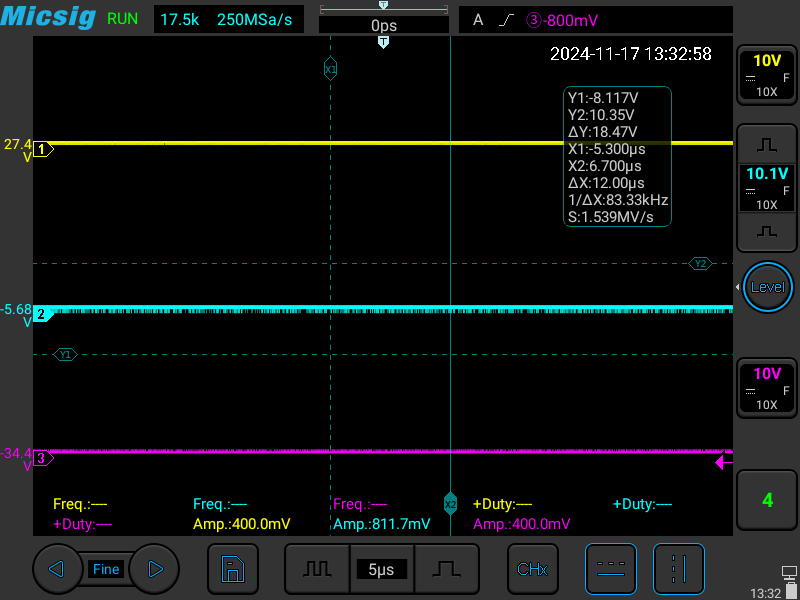 Micsig RUN 17.5k 250MSa/s 0ps A 3 -800mV
T
2024-11-17 13:32:58
X1
10V
F
10X
Y1:-8.117V
Y2:10.35V
ΔY:18.47V
X1:-5.300µs
X2:6.700µs
ΔX:12.00µs
1/ΔX:83.33kHz
S:1.539MV/s
27.4
V
1
10.1V
F
10X
Y2
Level
-5.68
V
2
Y1
10V
F
10X
-34.4
V
3
Freq.:---- Freq.:---- Freq.:---- X2 +Duty:---- +Duty:----
+Duty:---- Amp.:400.0mV Amp.:811.7mV Amp.:400.0mV
4
Fine 5µs CHx
13:32